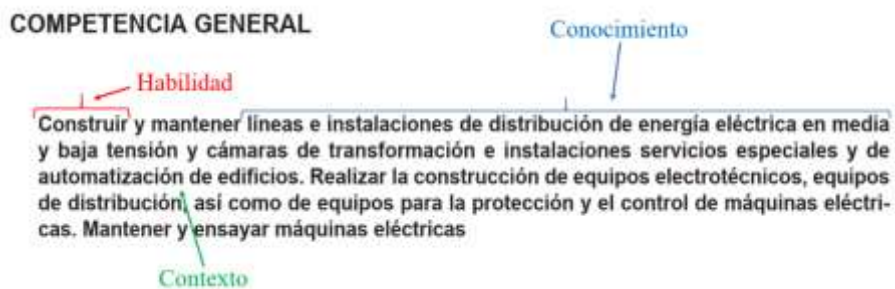 COMPETENCIA GENERAL
Conocimiento
Habilidad
Construir y mantener líneas e instalaciones de distribución de energía eléctrica en media
y baja tensión y cámaras de transformación e instalaciones servicios especiales y de
automatización de edificios. Realizar la construcción de equipos electrotécnicos, equipos
de distribución, así como de equipos para la protección y el control de máquinas eléctri-
cas. Mantener y ensayar máquinas eléctricas
Contexto